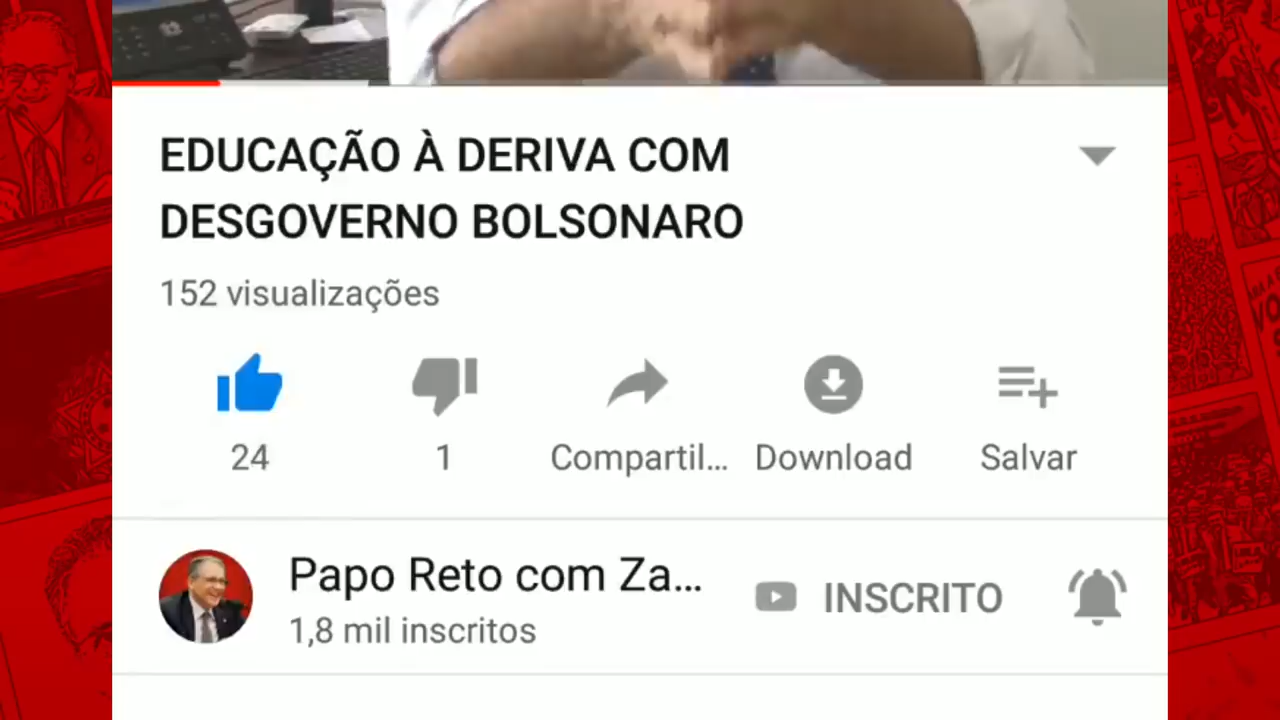 EDUCAÇÃO À DERIVA COM
DESGOVERNO BOLSONARO
152 visualizações
24
1
Compartil...
Download
Salvar
Papo Reto com Za...
INSCRITO
1,8 mil inscritos